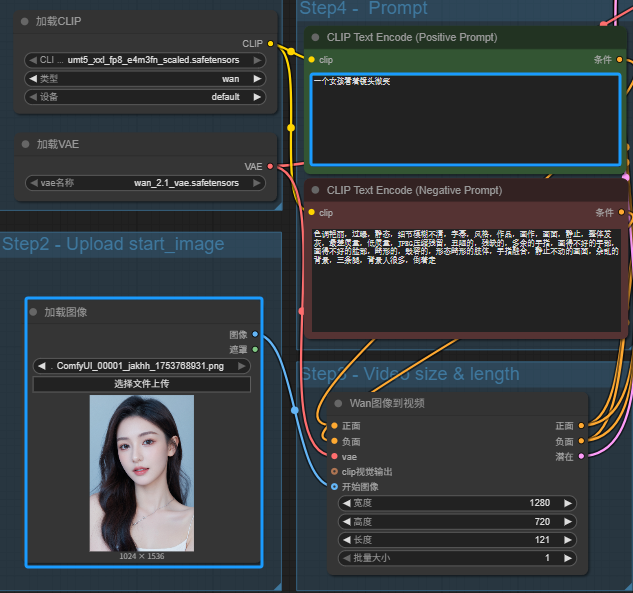 加载CLIP
CLIP
CLI ... umt5_xxl_fp8_e4m3fn_scaled.safetensors
类型 wan
设备 default
加载VAE
VAE
vae名称 wan_2.1_vae.safetensors
Step2 - Upload start_image
加载图像
图像
遮罩
. ComfyUI_00001_jakhh_1753768931.png
选择文件上传
1024 × 1536
Step4 - Prompt
CLIP Text Encode (Positive Prompt)
clip 条件
一个女孩看着镜头微笑
CLIP Text Encode (Negative Prompt)
clip 条件
色调艳丽，过曝，静态，细节模糊不清，字幕，风格，作品，画作，画面，静止，整体发
灰，最差质量，低质量，JPEG压缩残留，丑陋的，残缺的，多余的手指，画得不好的手部，
画得不好的脸部，畸形的，毁容的，形态畸形的肢体，手指融合，静止不动的画面，杂乱的
背景，三条腿，背景人很多，倒着走
Video size & length
Wan图像到视频
正面 正面
负面 负面
vae 潜在
clip视觉输出
开始图像
宽度 1280
高度 720
长度 121
批量大小 1